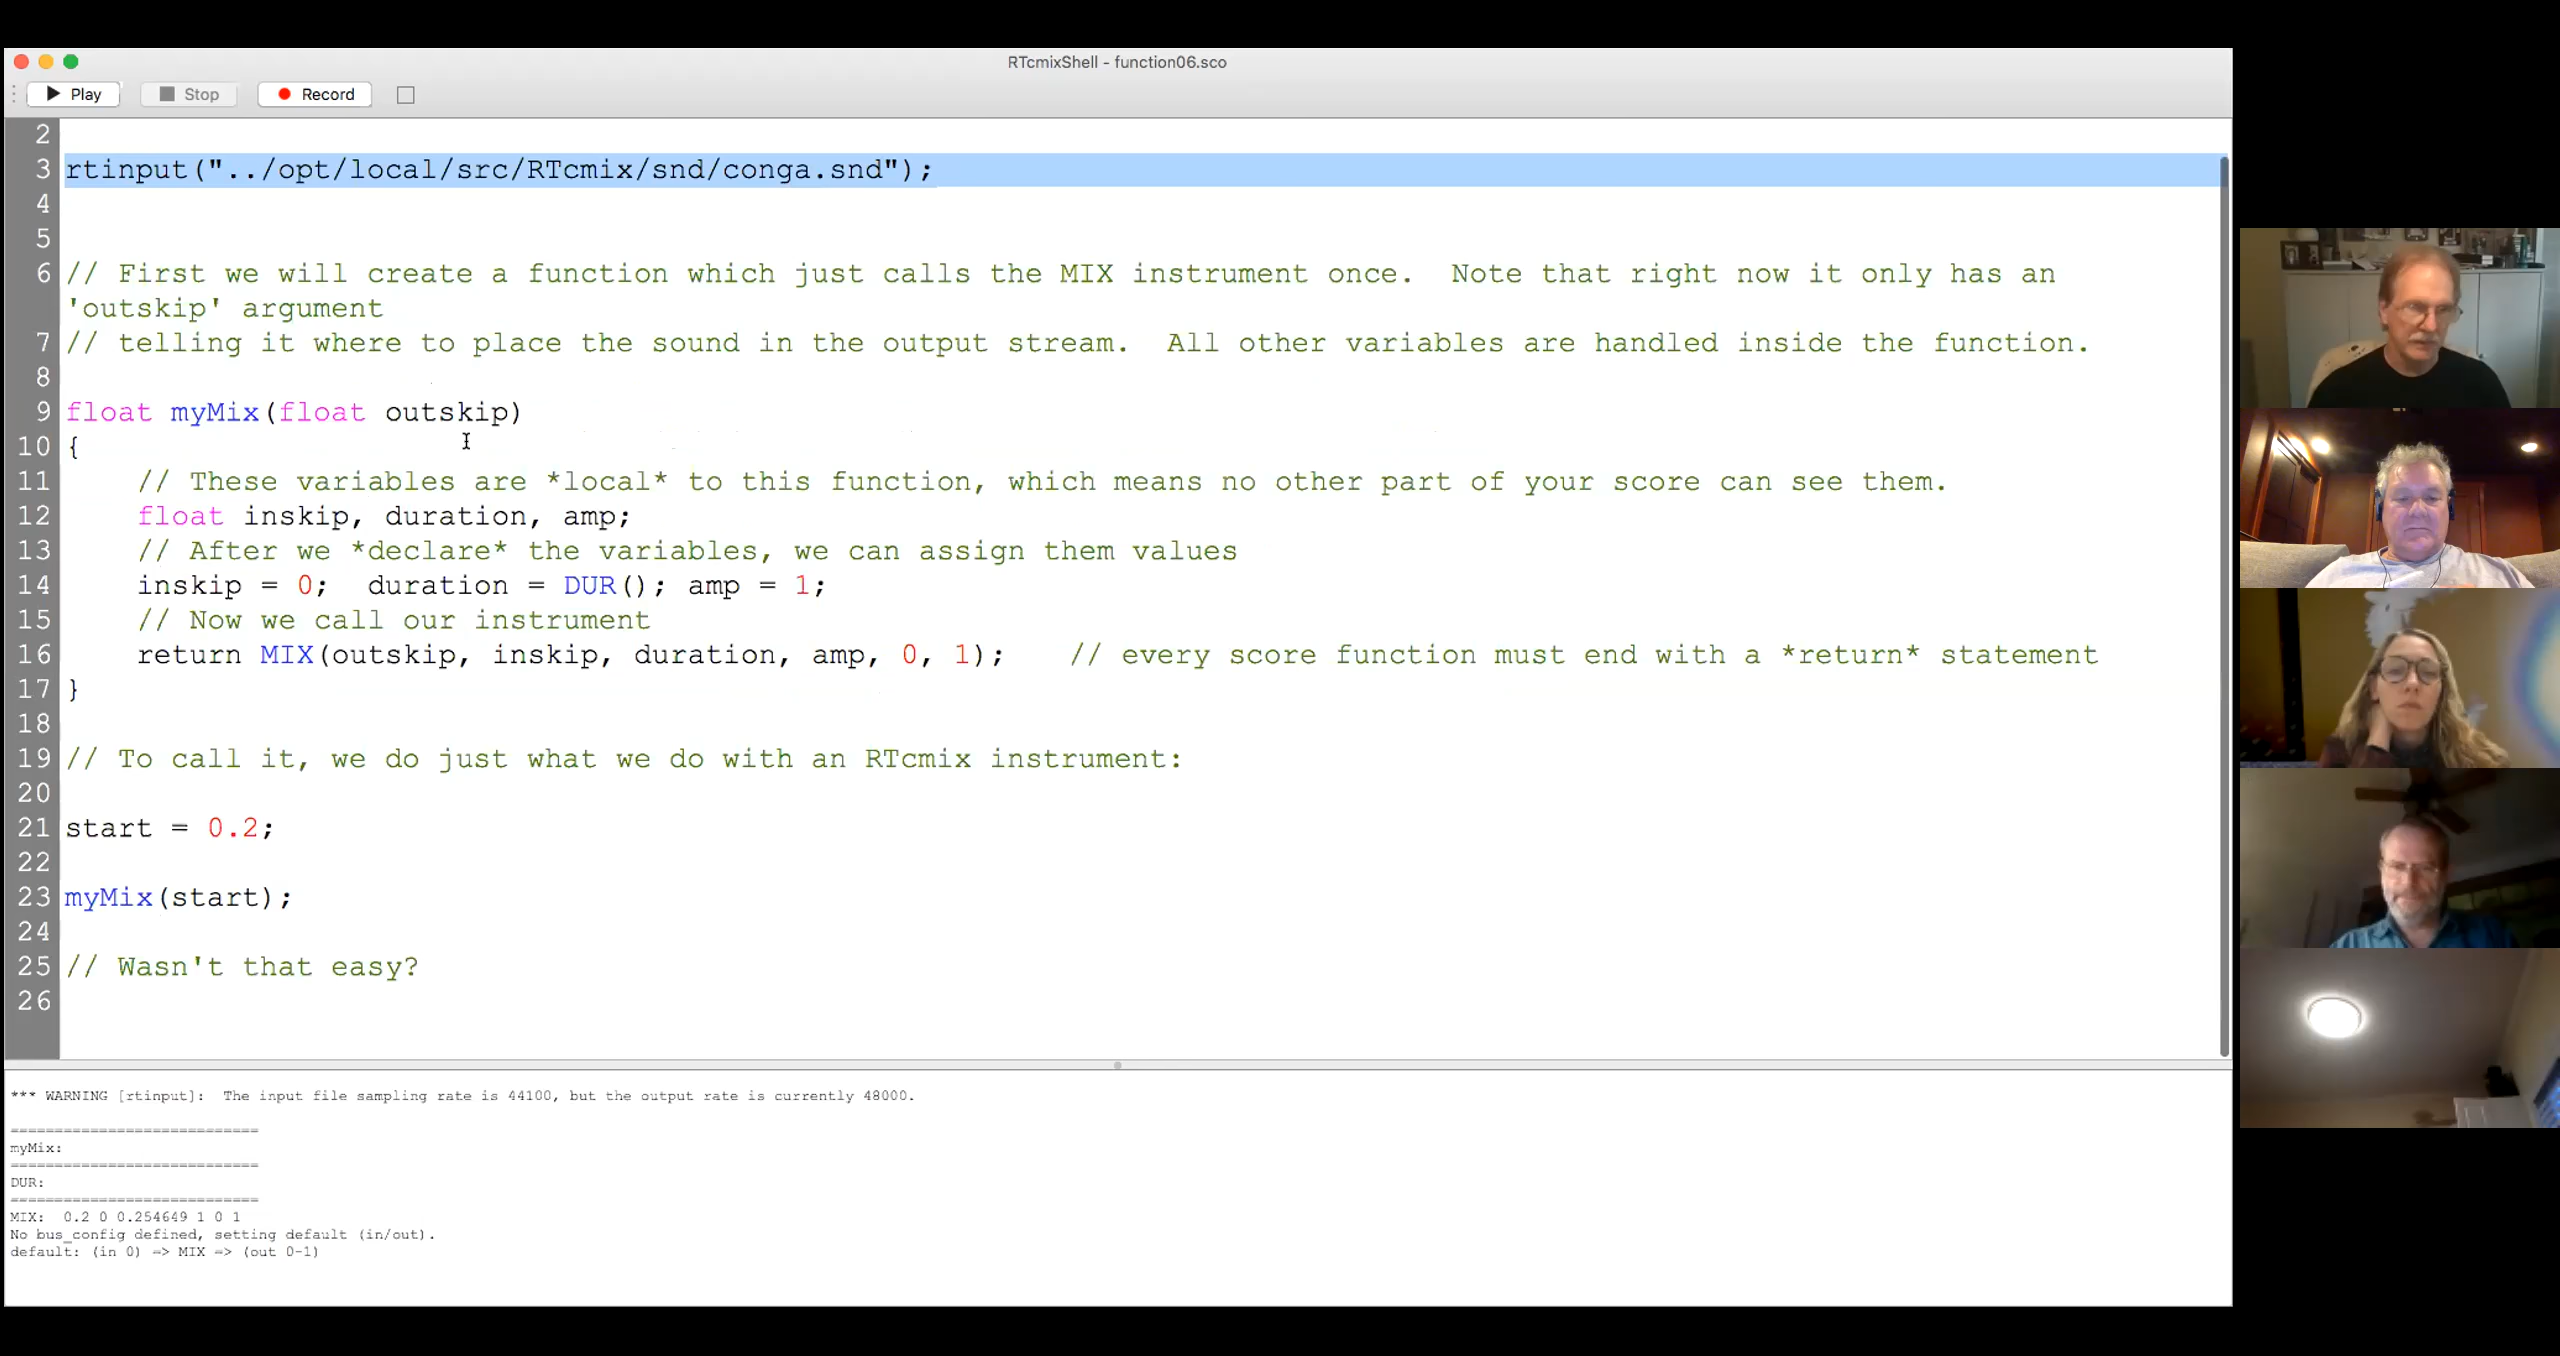 RTcmixShell - function06.sco
Play Stop Record
2
3 rtinput("../opt/local/src/RTcmix/snd/conga.snd");
4
5
6 // First we will create a function which just calls the MIX instrument once.  Note that right now it only has an
'outskip' argument
7 // telling it where to place the sound in the output stream.  All other variables are handled inside the function.
8
9 float myMix(float outskip)
10 {
11     // These variables are *local* to this function, which means no other part of your score can see them.
12     float inskip, duration, amp;
13     // After we *declare* the variables, we can assign them values
14     inskip = 0;  duration = DUR(); amp = 1;
15     // Now we call our instrument
16     return MIX(outskip, inskip, duration, amp, 0, 1);    // every score function must end with a *return* statement
17 }
18
19 // To call it, we do just what we do with an RTcmix instrument:
20
21 start = 0.2;
22
23 myMix(start);
24
25 // Wasn't that easy?
26
*** WARNING [rtinput]:  The input file sampling rate is 44100, but the output rate is currently 48000.
============================
myMix:
============================
DUR:
============================
MIX:  0.2 0 0.254649 1 0 1
No bus_config defined, setting default (in/out).
default: (in 0) => MIX => (out 0-1)